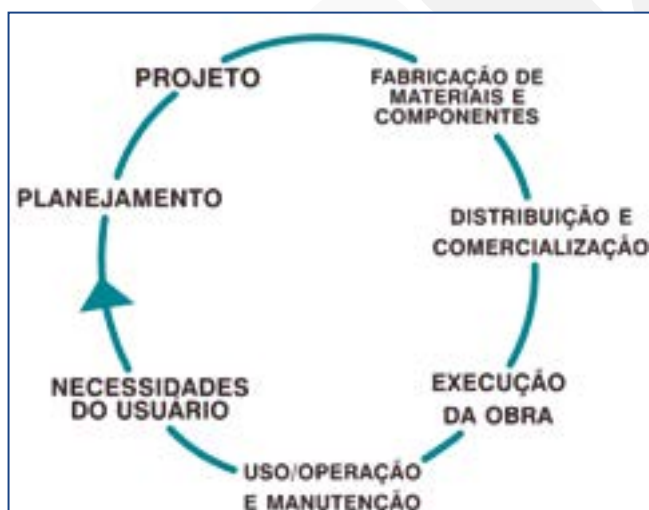 PROJETO
FABRICAÇÃO DE
MATERIAIS E
COMPONENTES
DISTRIBUIÇÃO E
COMERCIALIZAÇÃO
EXECUÇÃO
DA OBRA
USO/OPERAÇÃO
E MANUTENÇÃO
NECESSIDADES
DO USUÁRIO
PLANEJAMENTO